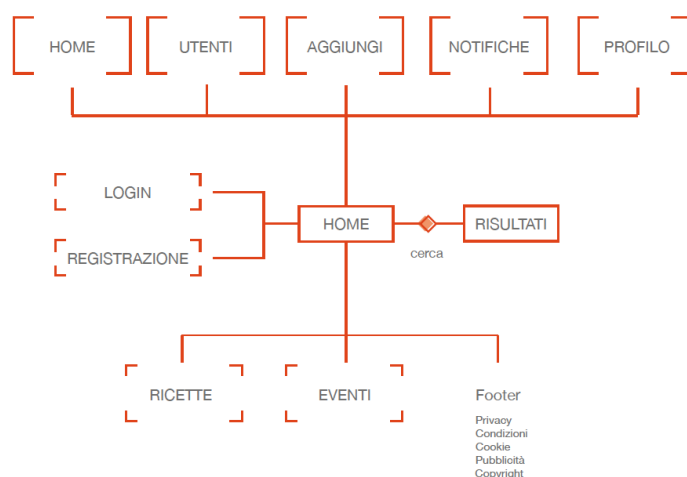 HOME
UTENTI
AGGIUNGI
NOTIFICHE
PROFILO
LOGIN
HOME
RISULTATI
cerca
REGISTRAZIONE
RICETTE
EVENTI
Footer
Privacy
Condizioni
Cookie
Pubblicità
Copyright